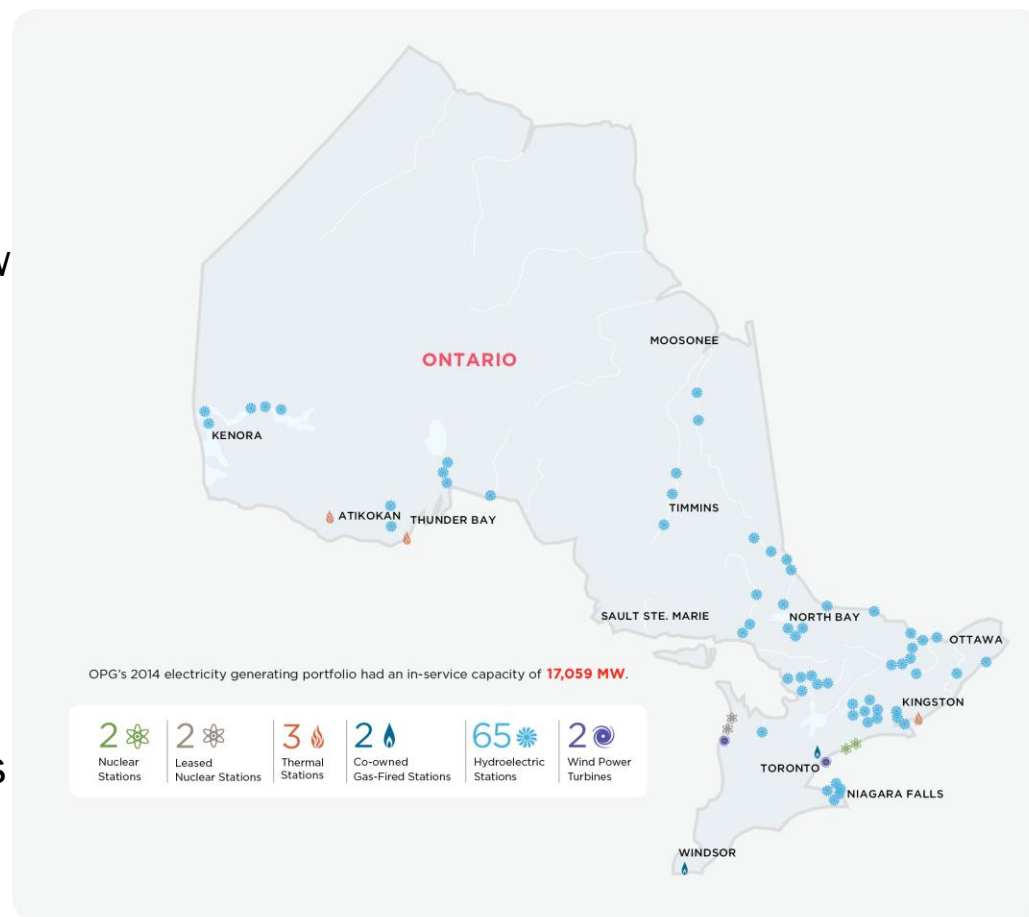 W
MOOSONEE
ONTARIO
KENORA
ATIKOKAN
THUNDER BAY
TIMMINS
SAULT STE. MARIE
NORTH BAY
OTTAWA
OPG's 2014 electricity generating portfolio had an in-service capacity of 17,059 MW.
KINGSTON
2
Nuclear
Stations
2
Leased
Nuclear Stations
3
Thermal
Stations
2
Co-owned
Gas-Fired Stations
65
Hydroelectric
Stations
2
Wind Power
Turbines
s
TORONTO
NIAGARA FALLS
WINDSOR